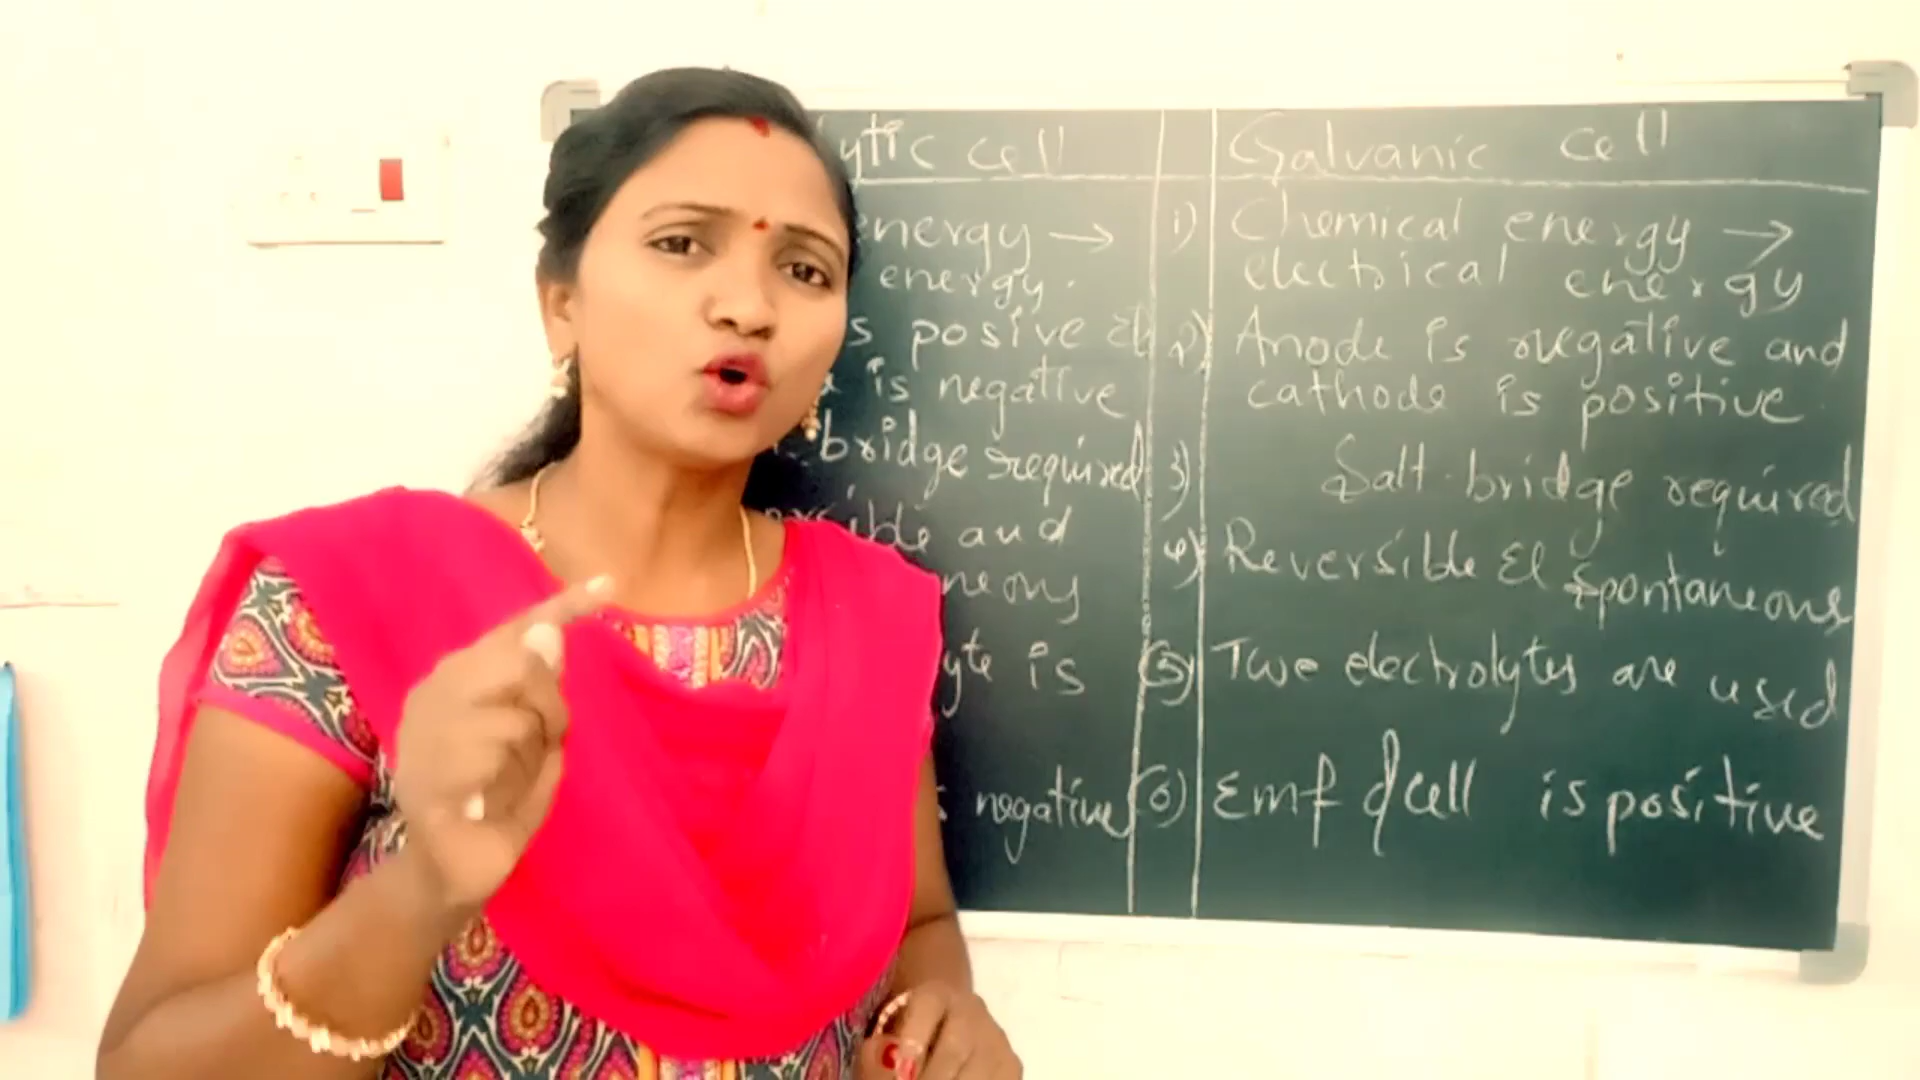 cell
Galvanic cell
energy →
energy.
s posive &
is negative
bridge required
and
is
negative
1) Chemical energy →
electrical energy
2) Anode is negative and
cathode is positive
3) Salt bridge required
4) Reversible & spontaneous
(5) Two electrolytes are used
(6) Emf of cell is positive